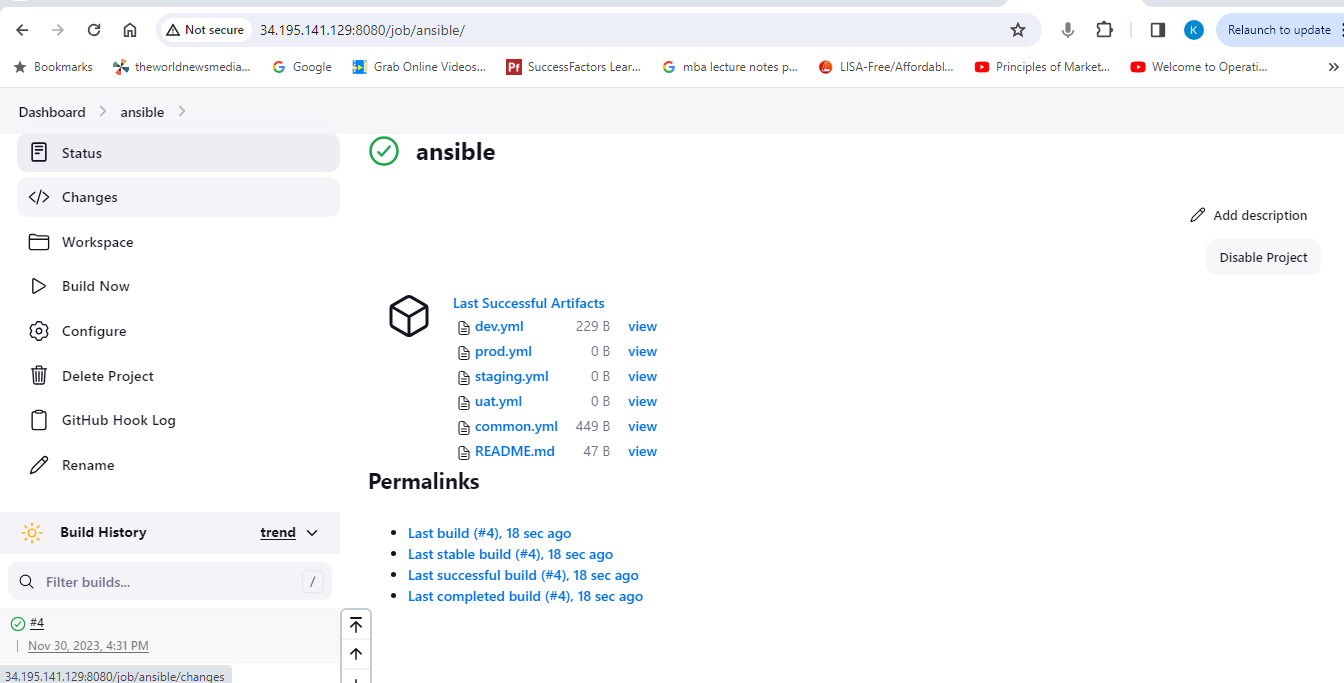 Not secure 34.195.141.129:8080/job/ansible/ K Relaunch to update
Bookmarks theworldnewsmedia... Google Grab Online Videos... Pf SuccessFactors Lear... mba lecture notes p... LISA-Free/Affordabl... Principles of Market... Welcome to Operati...
Dashboard ansible
Status
Changes
Workspace
Build Now
Configure
Delete Project
GitHub Hook Log
Rename
Build History trend
Filter builds... /
#4
Nov 30, 2023, 4:31 PM
34.195.141.129:8080/job/ansible/changes
ansible
Add description
Disable Project
Last Successful Artifacts
dev.yml 229 B view
prod.yml 0 B view
staging.yml 0 B view
uat.yml 0 B view
common.yml 449 B view
README.md 47 B view
Permalinks
Last build (#4), 18 sec ago
Last stable build (#4), 18 sec ago
Last successful build (#4), 18 sec ago
Last completed build (#4), 18 sec ago